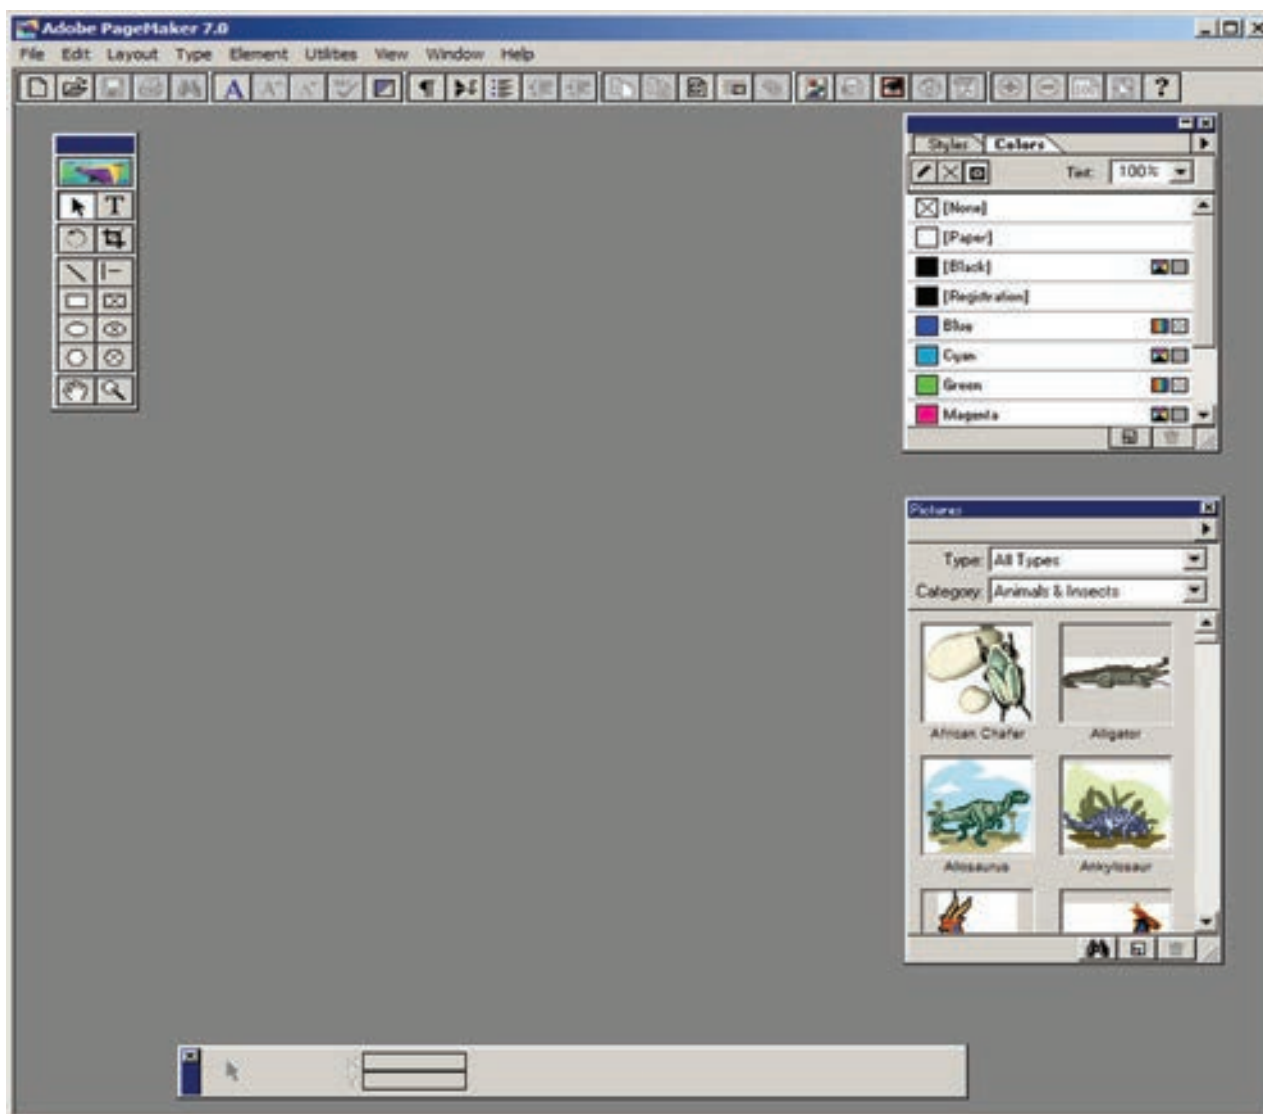 Adobe PageMaker 7.0
File Edit Layout Type Element Utilities View Window Help
Styles Colors
Tint: 100%
[None]
[Paper]
[Black]
[Registration]
Blue
Cyan
Green
Magenta
Pictures
Type: All Types
Category: Animals & Insects
African Chafer Alligator
Allosaurus Ankylosaur